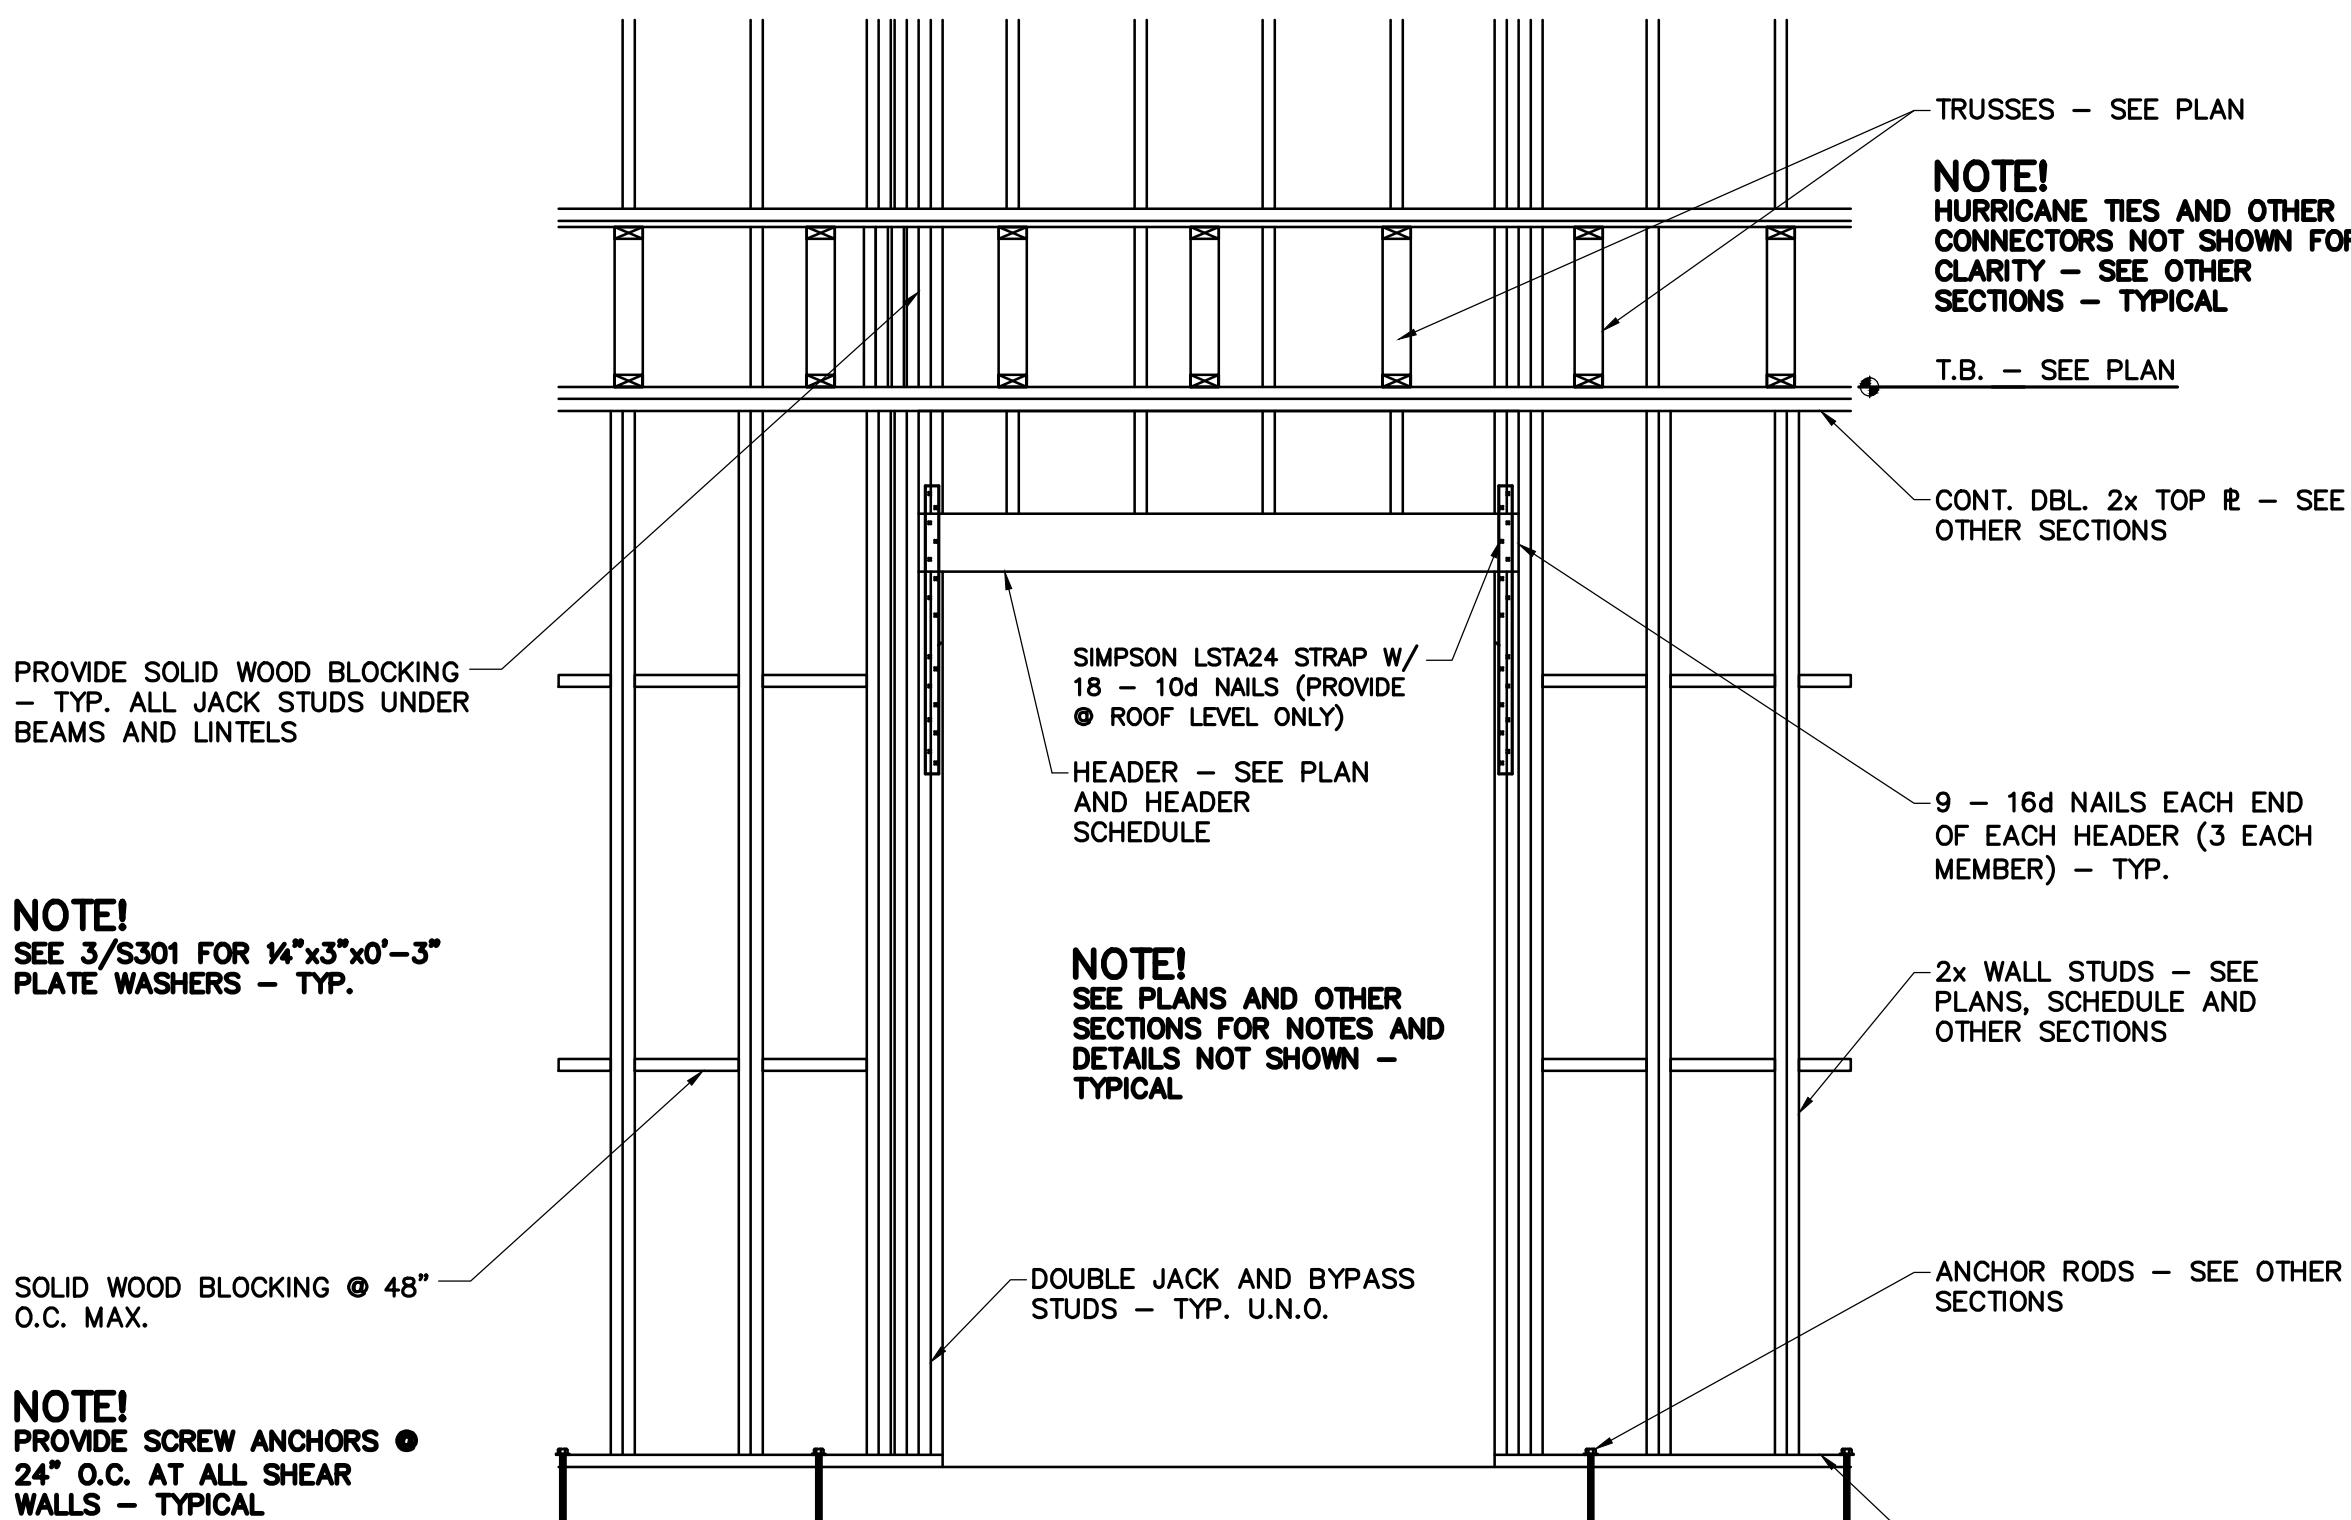 TRUSSES - SEE PLAN
NOTE!
HURRICANE TIES AND OTHER
CONNECTORS NOT SHOWN FOR
CLARITY - SEE OTHER
SECTIONS - TYPICAL
T.B. - SEE PLAN
CONT. DBL. 2x TOP ⅊ - SEE
OTHER SECTIONS
PROVIDE SOLID WOOD BLOCKING
- TYP. ALL JACK STUDS UNDER
BEAMS AND LINTELS
SIMPSON LSTA24 STRAP W/
18 - 10d NAILS (PROVIDE
@ ROOF LEVEL ONLY)
HEADER - SEE PLAN
AND HEADER
SCHEDULE
9 - 16d NAILS EACH END
OF EACH HEADER (3 EACH
MEMBER) - TYP.
NOTE!
SEE 3/S301 FOR ¼"x3"x0'-3"
PLATE WASHERS - TYP.
NOTE!
SEE PLANS AND OTHER
SECTIONS FOR NOTES AND
DETAILS NOT SHOWN -
TYPICAL
2x WALL STUDS - SEE
PLANS, SCHEDULE AND
OTHER SECTIONS
SOLID WOOD BLOCKING @ 48"
O.C. MAX.
DOUBLE JACK AND BYPASS
STUDS - TYP. U.N.O.
ANCHOR RODS - SEE OTHER
SECTIONS
NOTE!
PROVIDE SCREW ANCHORS @
24" O.C. AT ALL SHEAR
WALLS - TYPICAL